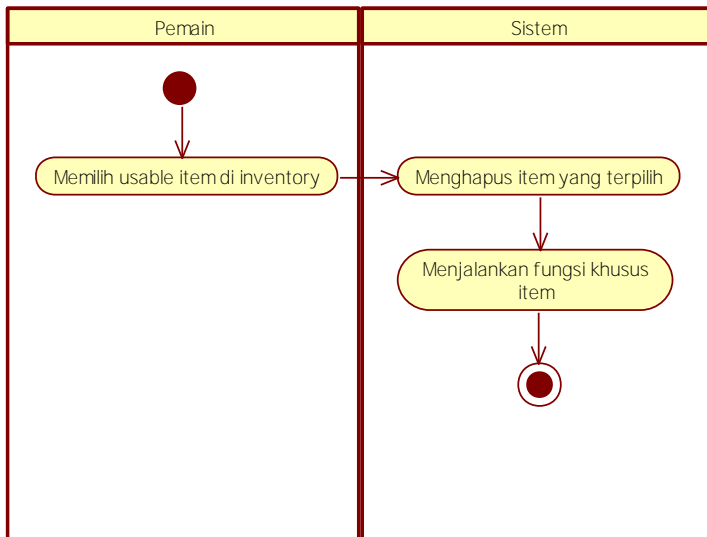 Pemain
Sistem
Memilih usable item di inventory
Menghapus item yang terpilih
Menjalankan fungsi khusus
item